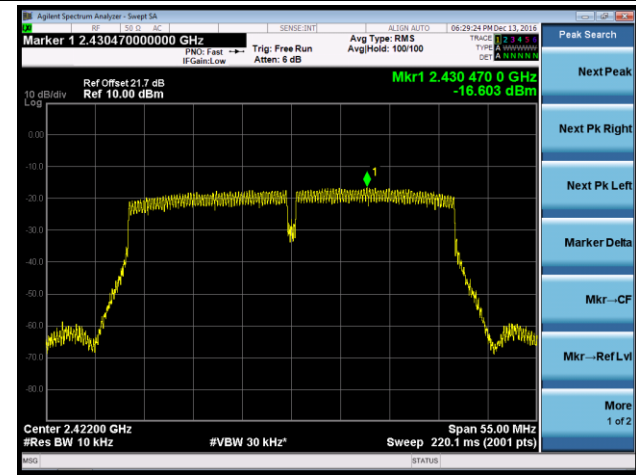 Agilent Spectrum Analyzer - Swept SA
RF 50 Ω AC SENSE:INT ALIGN AUTO 06:29:24 PM Dec 13, 2016
Marker 1 2.430470000000 GHz
PNO: Fast
IFGain:Low
Trig: Free Run
Atten: 6 dB
Avg Type: RMS
Avg|Hold: 100/100
TRACE 1 2 3 4 5 6
TYPE A WWWWW
DET A NNNNN
Peak Search
Ref Offset 21.7 dB
Ref 10.00 dBm
10 dB/div
Log
Mkr1 2.430 470 0 GHz
-16.603 dBm
Next Peak
0.00
Next Pk Right
-10.0
1
Next Pk Left
-20.0
-30.0
Marker Delta
-40.0
-50.0
Mkr→CF
-60.0
Mkr→Ref Lvl
-70.0
-80.0
More
1 of 2
Center 2.42200 GHz
Span 55.00 MHz
#Res BW 10 kHz
#VBW 30 kHz*
Sweep 220.1 ms (2001 pts)
MSG
STATUS